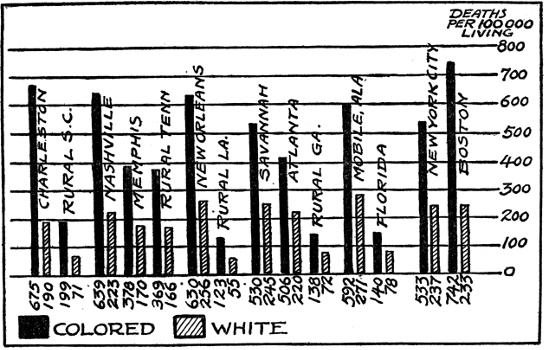 DEATHS
PER 100,000
LIVING
800
700
600
500
400
300
200
100
0
CHARLESTON
RURAL S.C.
NASHVILLE
MEMPHIS
RURAL TENN
NEW ORLEANS
RURAL LA.
SAVANNAH
ATLANTA
RURAL GA.
MOBILE, ALA
FLORIDA
NEW YORK CITY
BOSTON
675
190
199
71
639
223
378
170
369
166
630
256
123
55
530
245
506
220
138
72
592
277
140
78
533
237
742
235
COLORED
WHITE